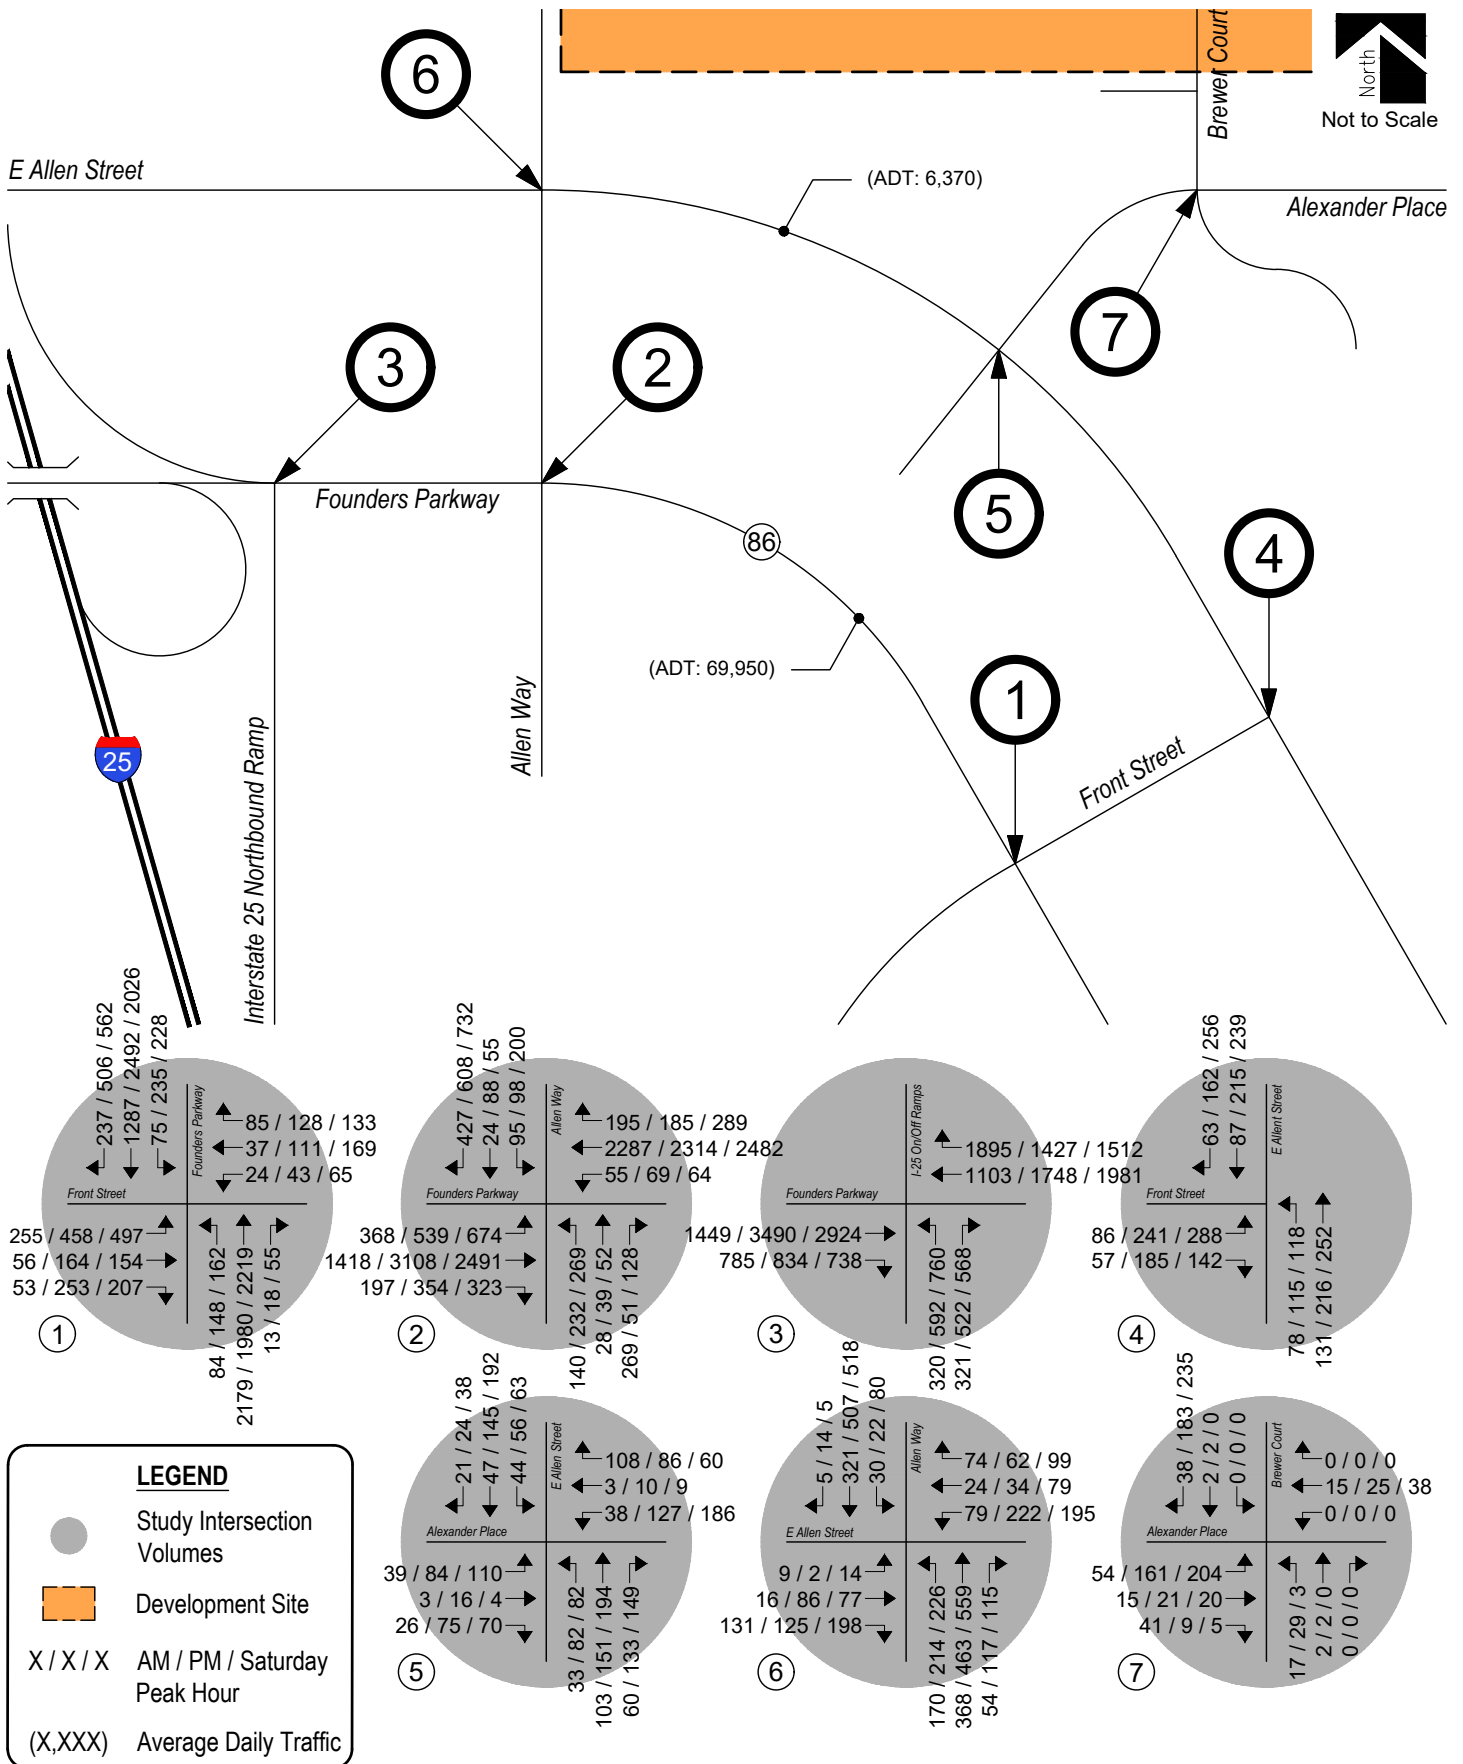 6
Brewer Court
North
Not to Scale
E Allen Street
(ADT: 6,370)
Alexander Place
7
3
2
Founders Parkway
5
86
4
(ADT: 69,950)
1
Allen Way
Interstate 25 Northbound Ramp
25
Front Street
237 / 506 / 562
1287 / 2492 / 2026
75 / 235 / 228
Founders Parkway
85 / 128 / 133
37 / 111 / 169
24 / 43 / 65
Front Street
255 / 458 / 497
56 / 164 / 154
53 / 253 / 207
84 / 148 / 162
2179 / 1980 / 2219
13 / 18 / 55
1
427 / 608 / 732
24 / 88 / 55
95 / 98 / 200
Allen Way
195 / 185 / 289
2287 / 2314 / 2482
55 / 69 / 64
Founders Parkway
368 / 539 / 674
1418 / 3108 / 2491
197 / 354 / 323
140 / 232 / 269
28 / 39 / 52
269 / 51 / 128
2
I-25 On/Off Ramps
1895 / 1427 / 1512
1103 / 1748 / 1981
Founders Parkway
1449 / 3490 / 2924
785 / 834 / 738
320 / 592 / 760
321 / 522 / 568
3
63 / 162 / 256
87 / 215 / 239
E Allent Street
Front Street
86 / 241 / 288
57 / 185 / 142
78 / 115 / 118
131 / 216 / 252
4
LEGEND
Study Intersection
Volumes
Development Site
X / X / X AM / PM / Saturday
Peak Hour
(X,XXX) Average Daily Traffic
21 / 24 / 38
47 / 145 / 192
44 / 56 / 63
E Allen Street
108 / 86 / 60
3 / 10 / 9
38 / 127 / 186
Alexander Place
39 / 84 / 110
3 / 16 / 4
26 / 75 / 70
33 / 82 / 82
103 / 151 / 194
60 / 133 / 149
5
5 / 14 / 5
321 / 507 / 518
30 / 22 / 80
Allen Way
74 / 62 / 99
24 / 34 / 79
79 / 222 / 195
E Allen Street
9 / 2 / 14
16 / 86 / 77
131 / 125 / 198
170 / 214 / 226
368 / 463 / 559
54 / 117 / 115
6
38 / 183 / 235
2 / 2 / 0
0 / 0 / 0
Brewer Court
0 / 0 / 0
15 / 25 / 38
0 / 0 / 0
Alexander Place
54 / 161 / 204
15 / 21 / 20
41 / 9 / 5
17 / 29 / 3
2 / 2 / 0
0 / 0 / 0
7